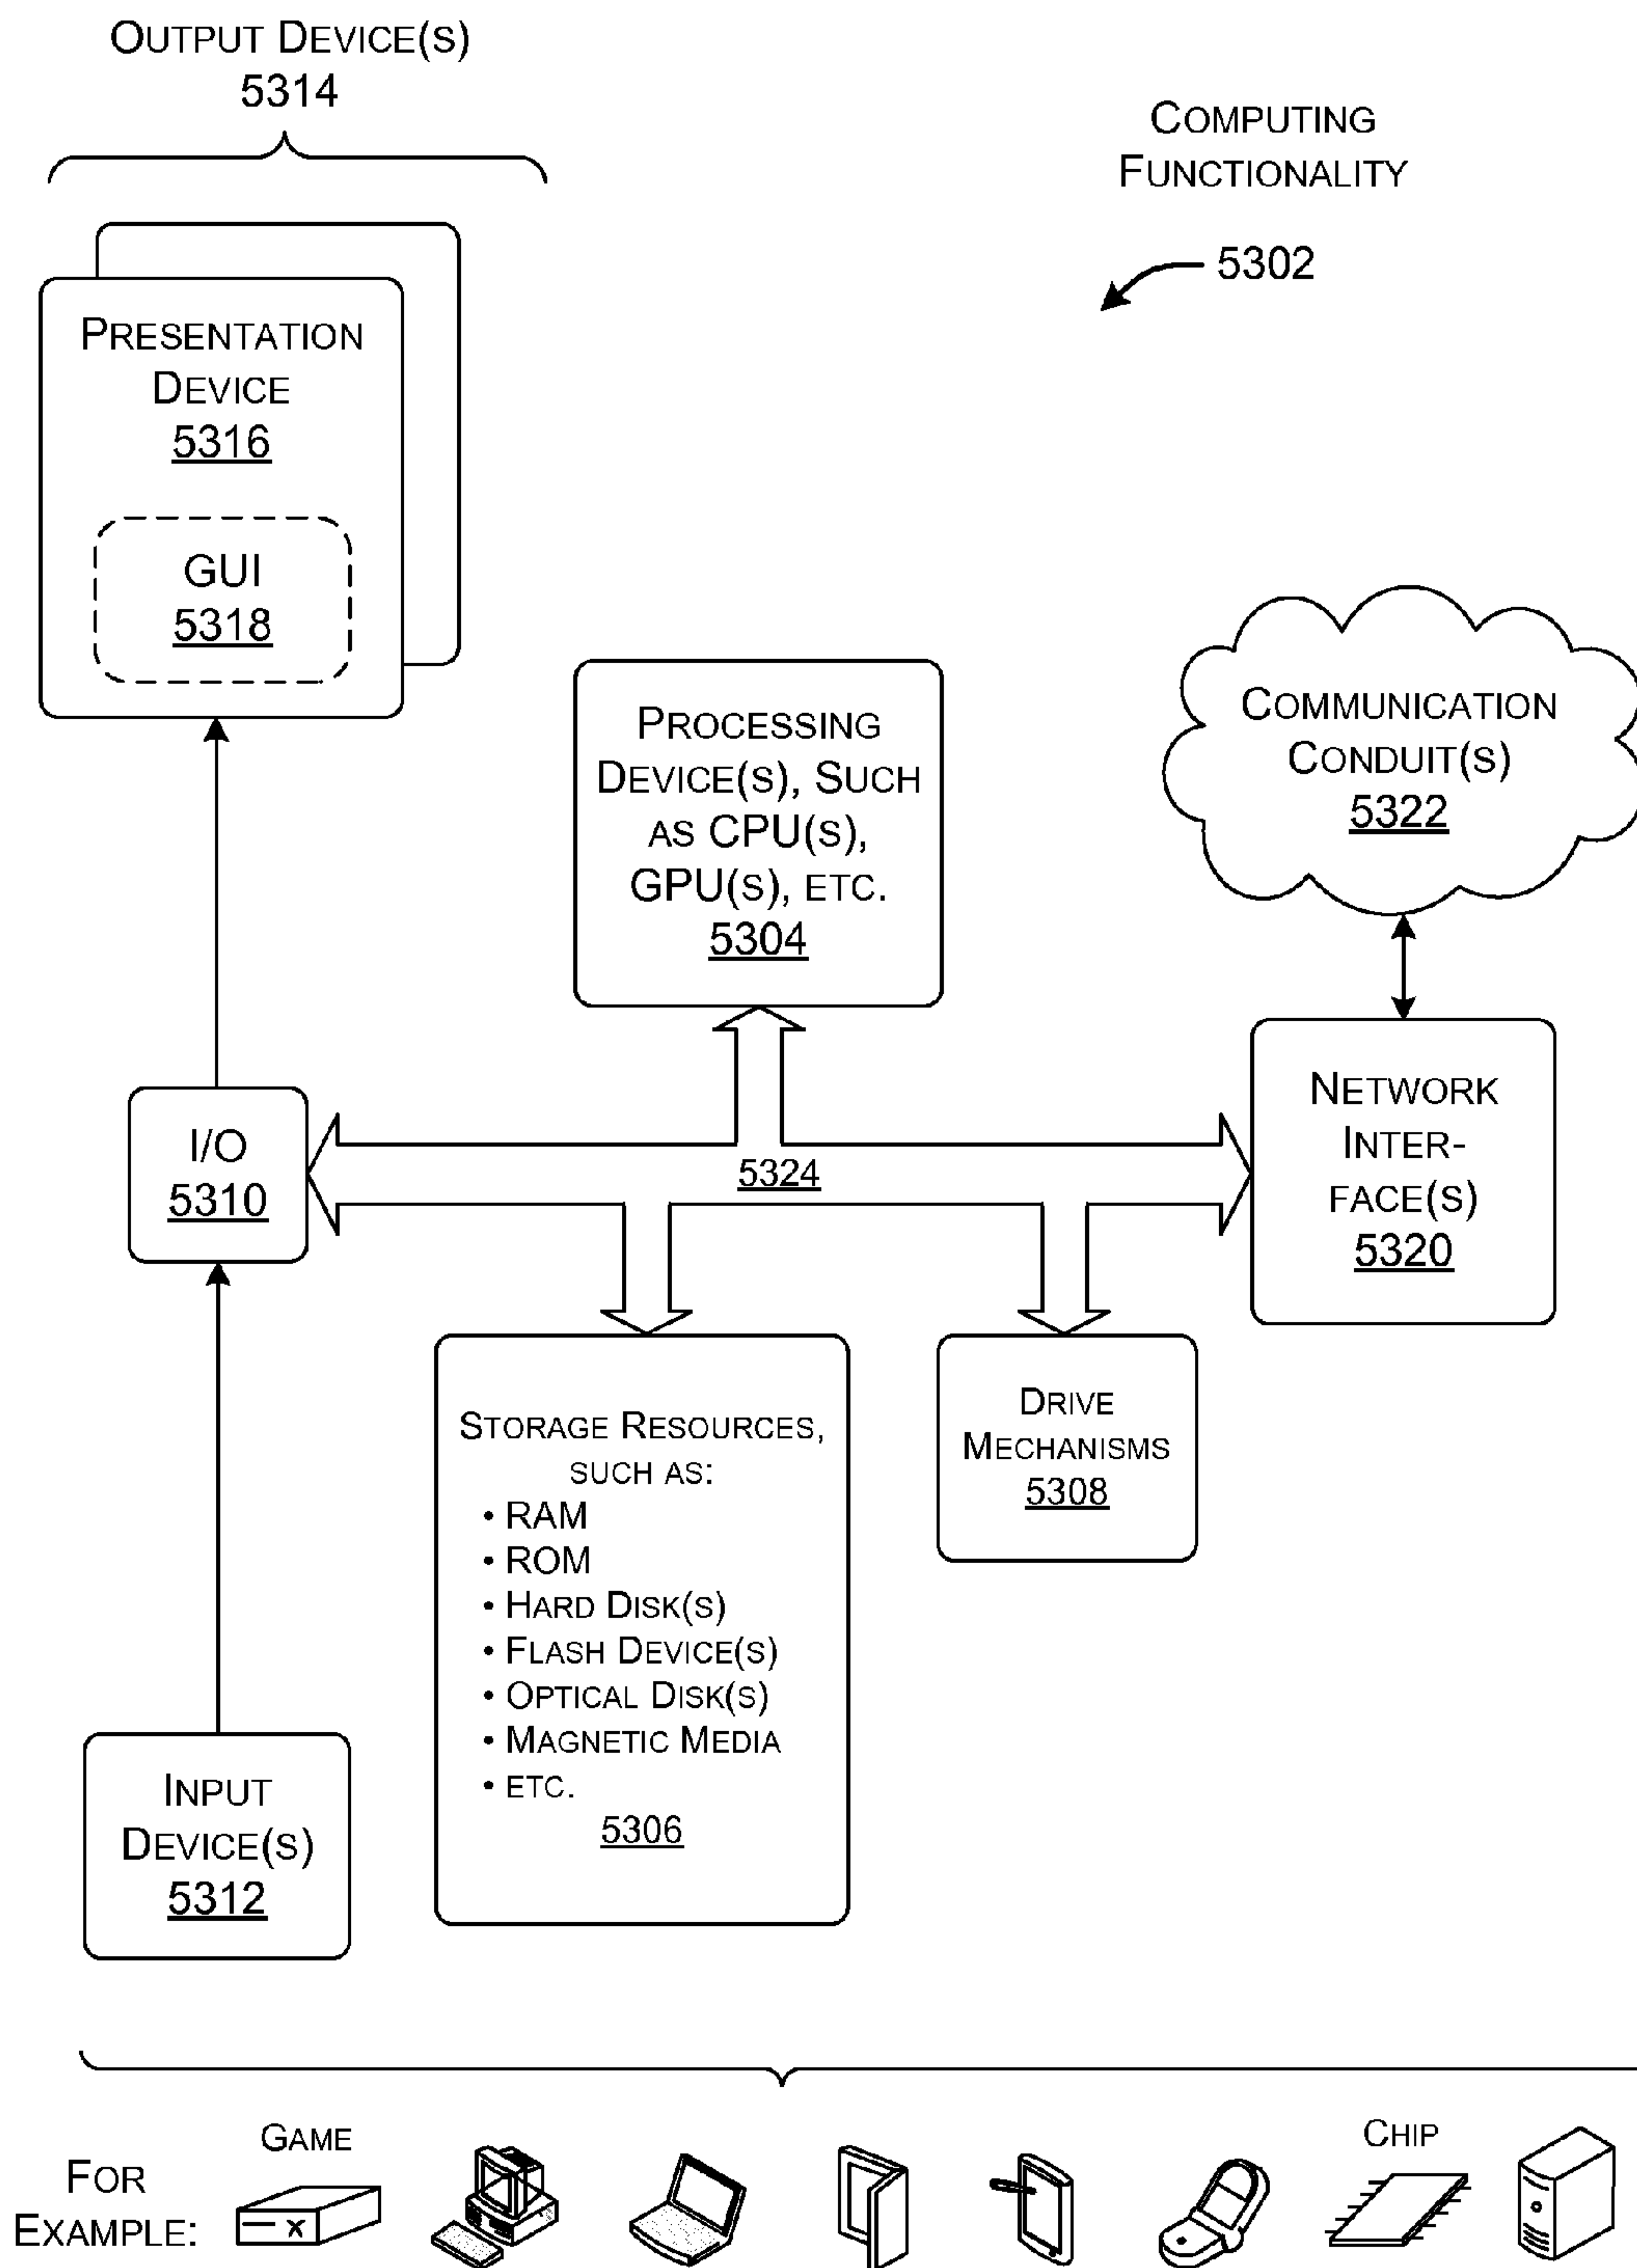 OUTPUT DEVICE(S)
5314
COMPUTING
FUNCTIONALITY
5302
PRESENTATION
DEVICE
5316
GUI
5318
PROCESSING
DEVICE(S), SUCH
AS CPU(S),
GPU(S), ETC.
5304
COMMUNICATION
CONDUIT(S)
5322
I/O
5310
5324
NETWORK
INTER-
FACE(S)
5320
STORAGE RESOURCES,
SUCH AS:
• RAM
• ROM
• HARD DISK(S)
• FLASH DEVICE(S)
• OPTICAL DISK(S)
• MAGNETIC MEDIA
• ETC.
5306
DRIVE
MECHANISMS
5308
INPUT
DEVICE(S)
5312
FOR
EXAMPLE:
GAME
X
CHIP